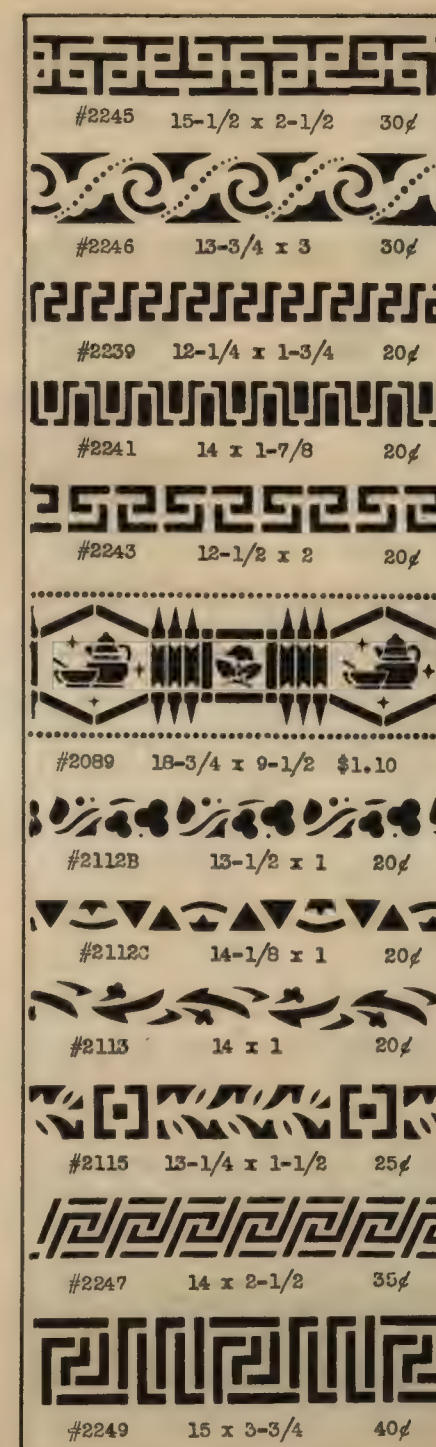 #2245 15-1/2 x 2-1/2 30¢
#2246 13-3/4 x 3 30¢
#2239 12-1/4 x 1-3/4 20¢
#2241 14 x 1-7/8 20¢
#2243 12-1/2 x 2 20¢
#2089 18-3/4 x 9-1/2 $1.10
#2112B 13-1/2 x 1 20¢
#2112C 14-1/8 x 1 20¢
#2113 14 x 1 20¢
#2115 13-1/4 x 1-1/2 25¢
#2247 14 x 2-1/2 35¢
#2249 15 x 3-3/4 40¢